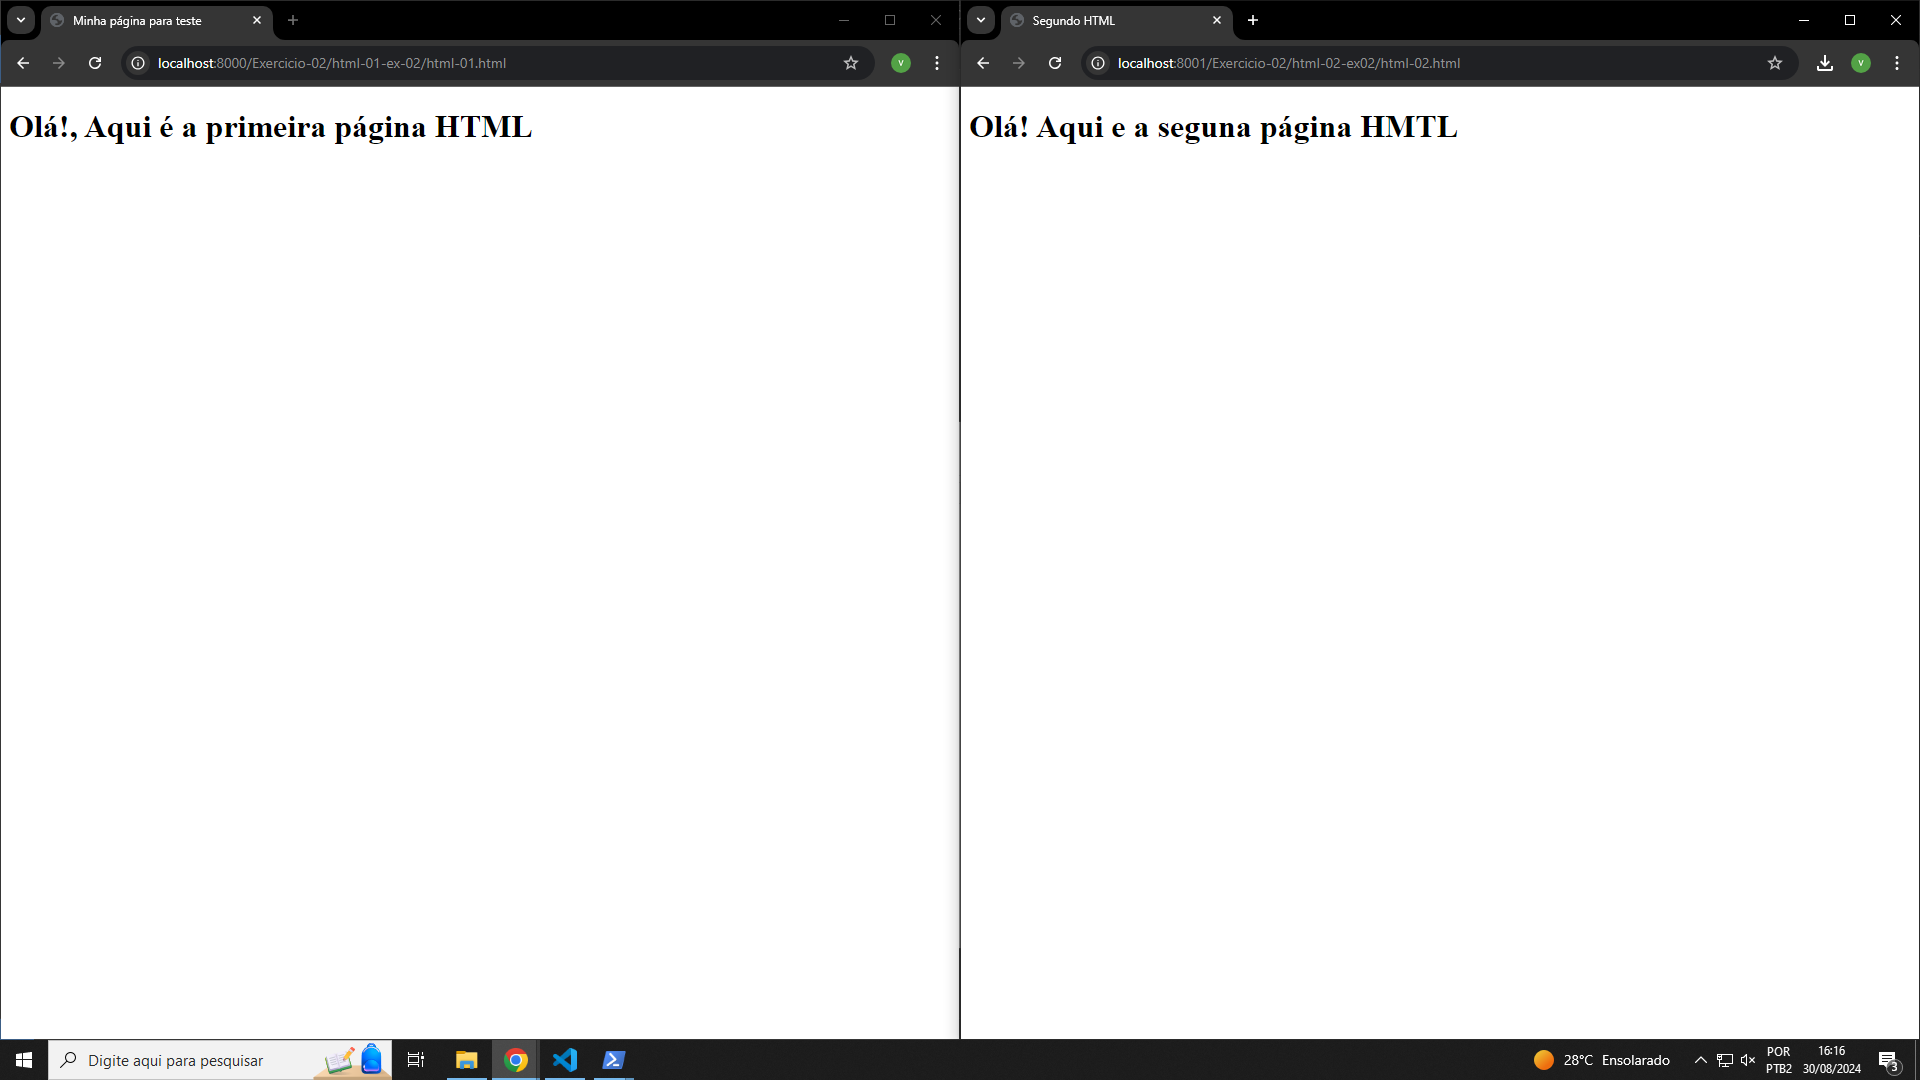 Minha página para teste
localhost:8000/Exercicio-02/html-01-ex-02/html-01.html
V
Olá!, Aqui é a primeira página HTML
Segundo HTML
localhost:8001/Exercicio-02/html-02-ex02/html-02.html
V
Olá! Aqui e a seguna página HMTL
Digite aqui para pesquisar
28°C Ensolarado
POR
PTB2
16:16
30/08/2024
3